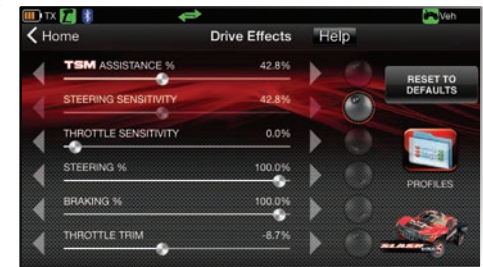 TX
Veh
Home
Drive Effects
Help
TSM ASSISTANCE %
42.8%
STEERING SENSITIVITY
42.8%
THROTTLE SENSITIVITY
0.0%
STEERING %
100.0%
BRAKING %
100.0%
THROTTLE TRIM
-8.7%
RESET TO
DEFAULTS
PROFILES
SLASH